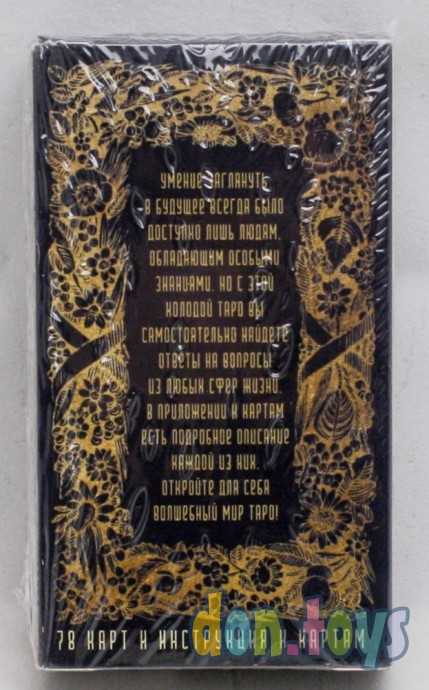 УМЕНИЕ ЗАГЛЯНУТЬ
В БУДУЩЕЕ ВСЕГДА БЫЛО
ДОСТУПНО ЛИШЬ ЛЮДЯМ,
ОБЛАДАЮЩИМ ОСОБЫМИ
ЗНАНИЯМИ. НО С ЭТОЙ
КОЛОДОЙ ТАРО ВЫ
САМОСТОЯТЕЛЬНО НАЙДЕТЕ
ОТВЕТЫ НА ВОПРОСЫ
ИЗ ЛЮБЫХ СФЕР ЖИЗНИ.
В ПРИЛОЖЕНИИ К КАРТАМ
ЕСТЬ ПОДРОБНОЕ ОПИСАНИЕ
КАЖДОЙ ИЗ НИХ.
ОТКРОЙТЕ ДЛЯ СЕБЯ
ВОЛШЕБНЫЙ МИР ТАРО!
78 КАРТ И ИНСТРУКЦИЯ К КАРТАМ
don.toys